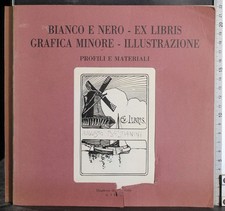 BIANCO E NERO - EX LIBRIS
GRAFICA MINORE - ILLUSTRAZIONE
PROFILI E MATERIALI
EX LIBRIS